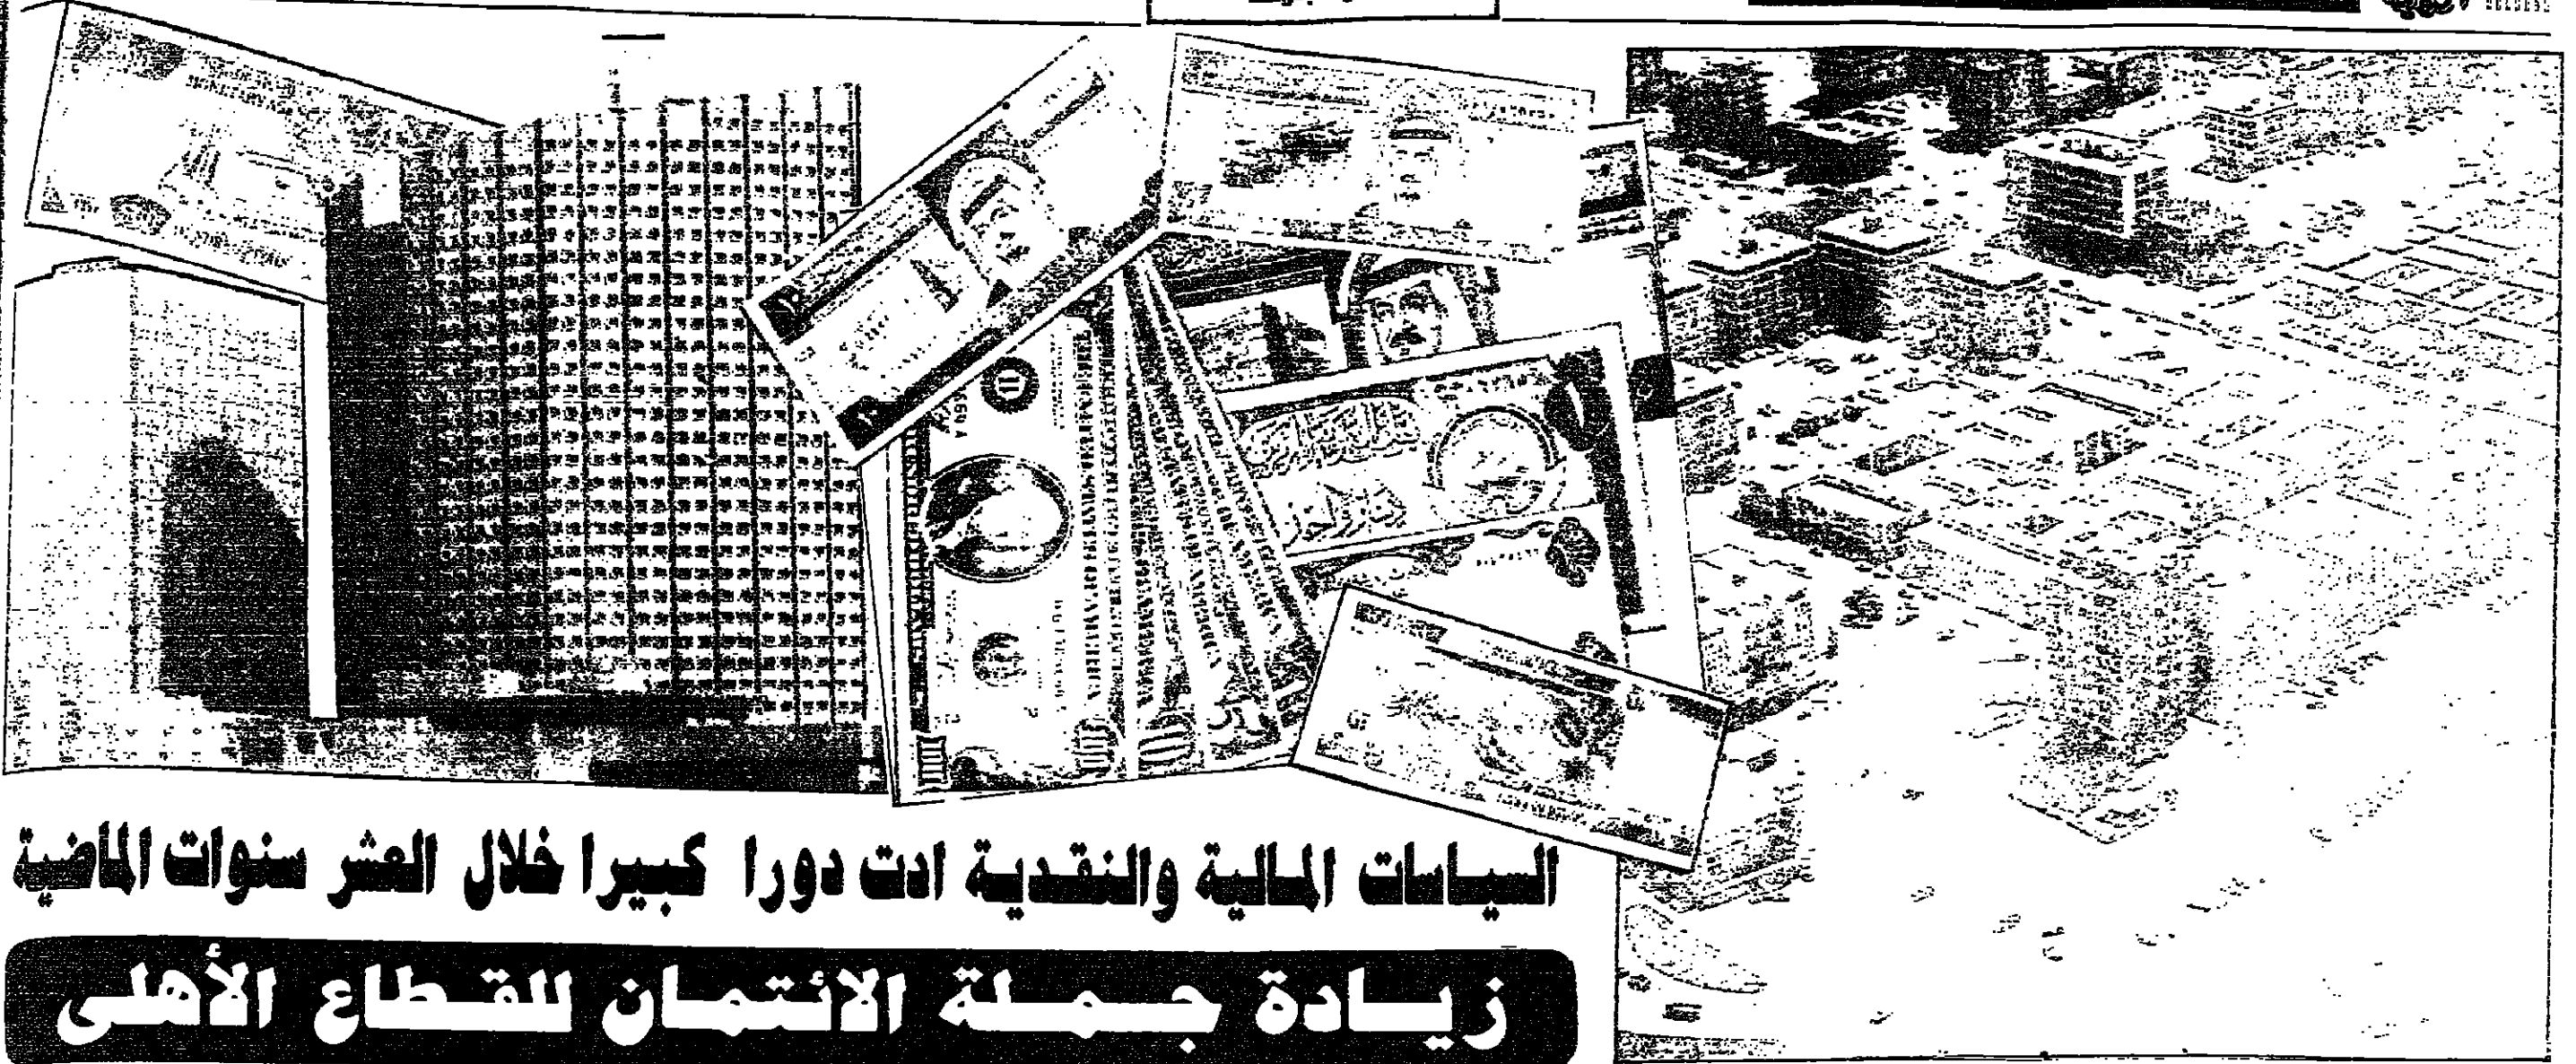 السياسات المالية والنقدية ادت دورا كبيرا خلال العشر سنوات الماضية
زيادة جملة الائتمان للقطاع الأهلى